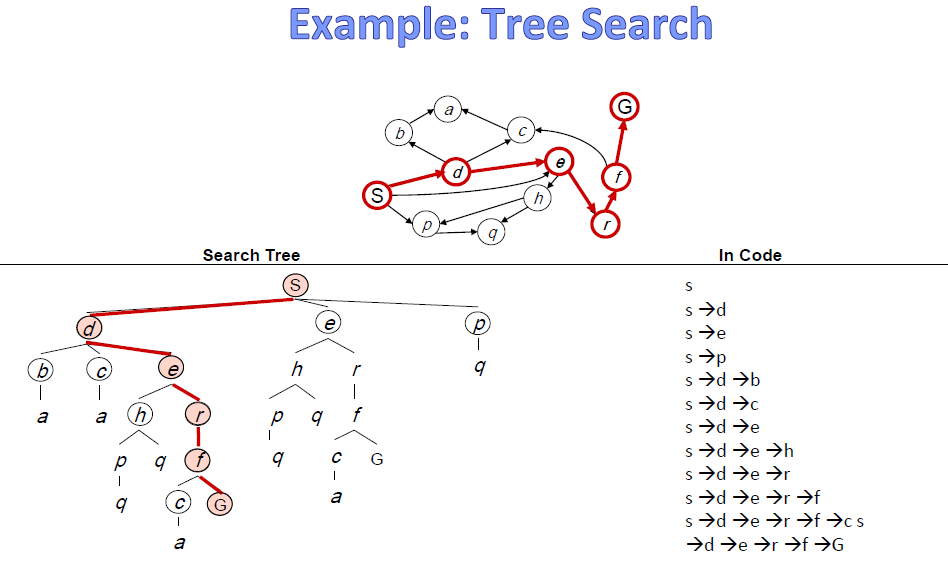 Example: Tree Search
G
a
b
c
e
d
f
S
h
p
r
q
Search Tree
In Code
S
d
e
p
b
c
e
h
r
q
a
a
h
r
p
q
f
p
q
f
q
c
G
q
c
G
a
a
s
s →d
s →e
s →p
s →d →b
s →d →c
s →d →e
s →d →e →h
s →d →e →r
s →d →e →r →f
s →d →e →r →f →c s
→d →e →r →f →G